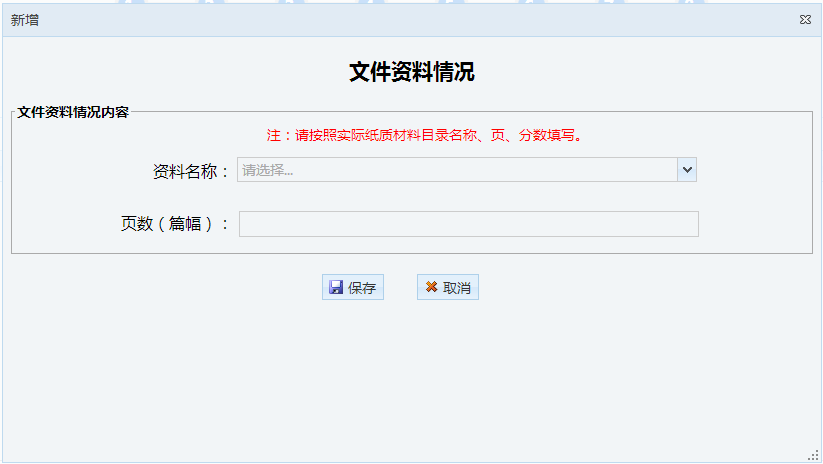 新增
文件资料情况
文件资料情况内容
注：请按照实际纸质材料目录名称、页、分数填写。
资料名称： 请选择...
页数（篇幅）：
保存 取消